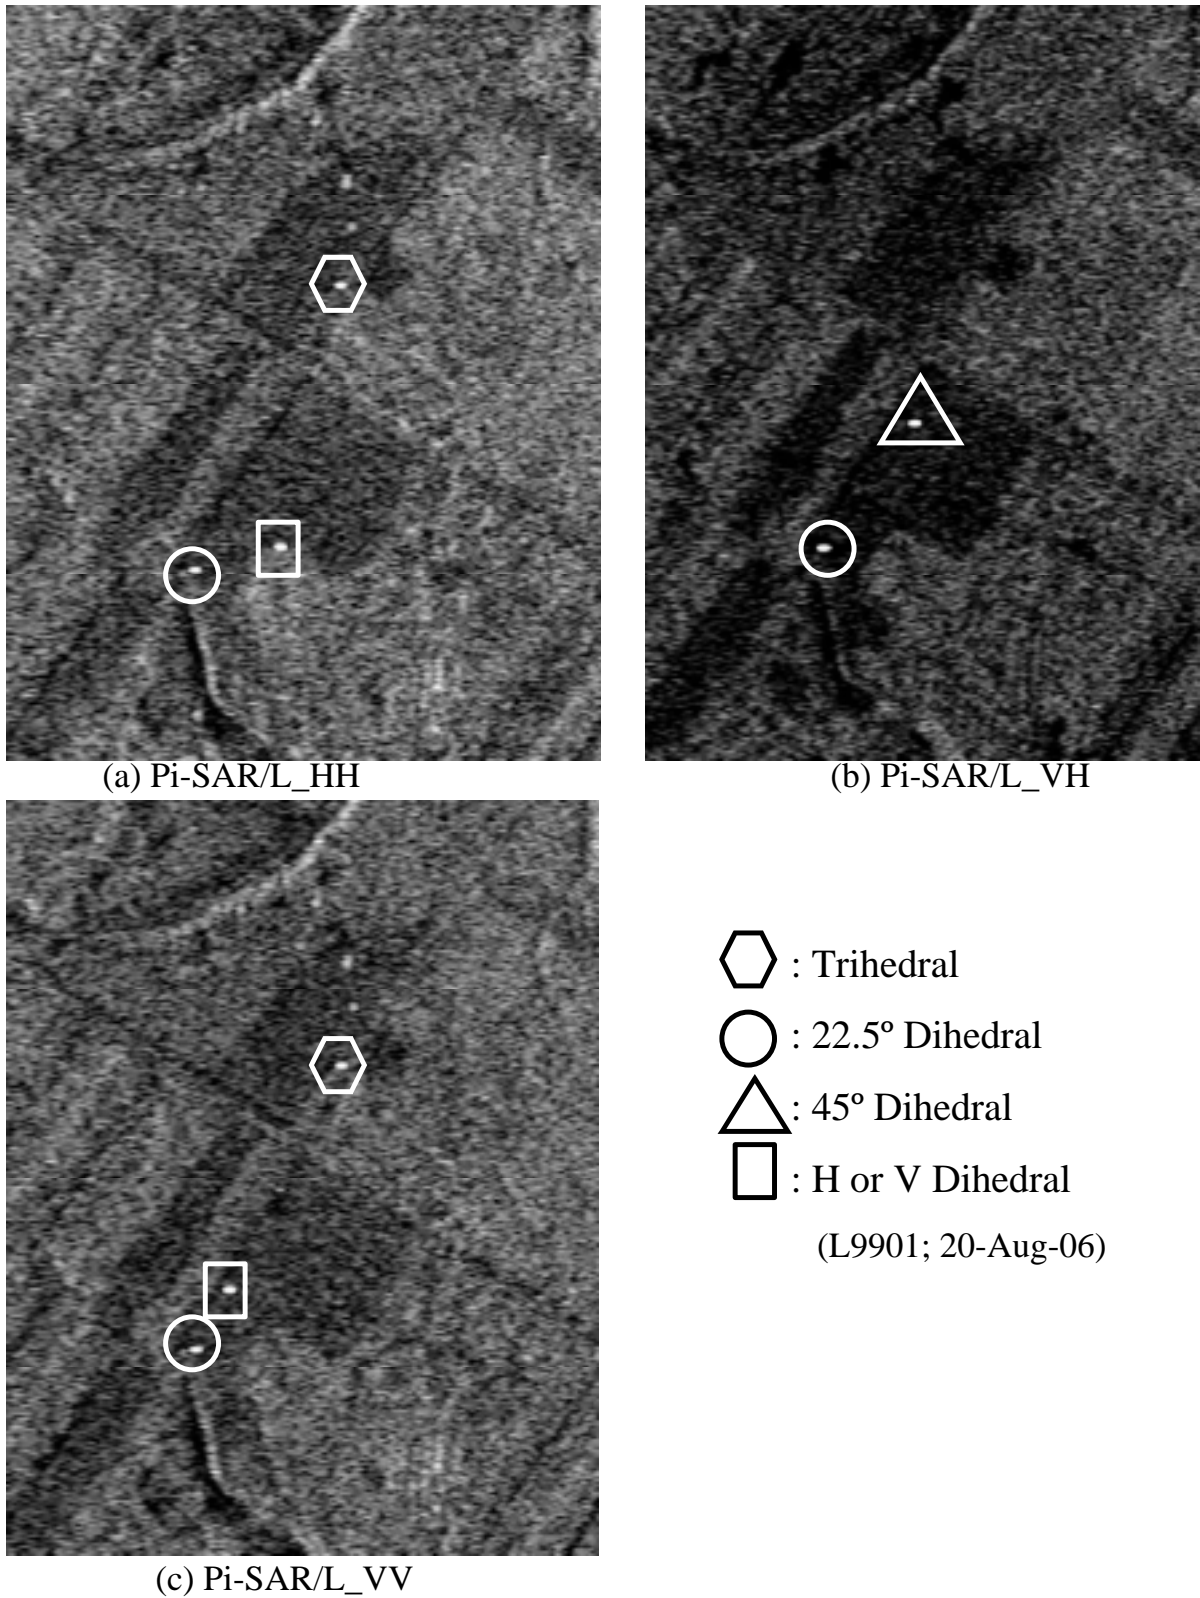 (a) Pi-SAR/L_HH
(b) Pi-SAR/L_VH
: Trihedral
: 22.5º Dihedral
: 45º Dihedral
: H or V Dihedral
(L9901; 20-Aug-06)
(c) Pi-SAR/L_VV